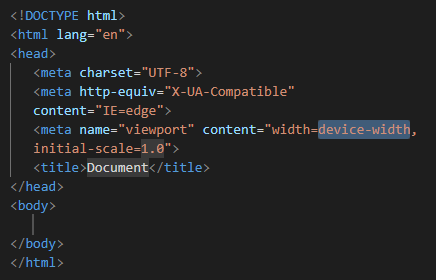 <!DOCTYPE html>
<html lang="en">
<head>
<meta charset="UTF-8">
<meta http-equiv="X-UA-Compatible"
content="IE=edge">
<meta name="viewport" content="width=device-width,
initial-scale=1.0">
<title>Document</title>
</head>
<body>
</body>
</html>